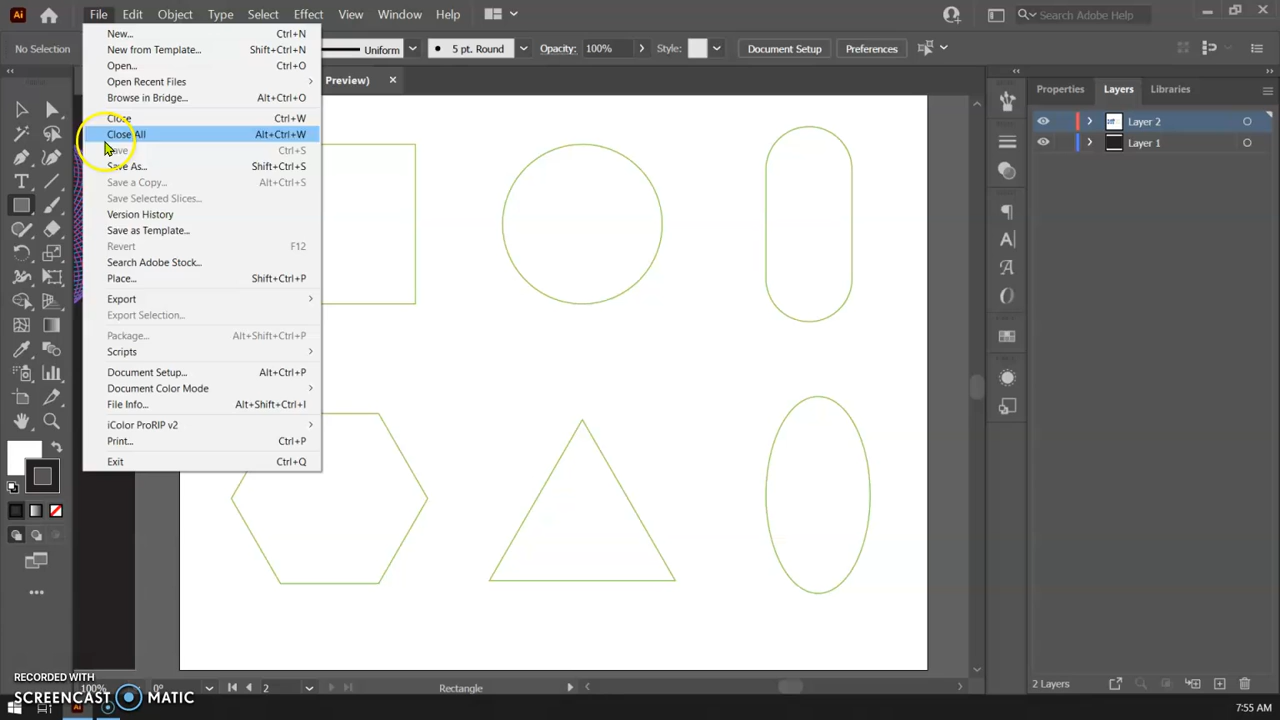 Ai File Edit Object Type Select Effect View Window Help Search Adobe Help
No Selection Uniform 5 pt. Round Opacity: 100% Style: Document Setup Preferences
Preview)
Properties Layers Libraries
Layer 2
Layer 1
New... Ctrl+N
New from Template... Shift+Ctrl+N
Open... Ctrl+O
Open Recent Files
Browse in Bridge... Alt+Ctrl+O
Close Ctrl+W
Close All Alt+Ctrl+W
Save Ctrl+S
Save As... Shift+Ctrl+S
Save a Copy... Alt+Ctrl+S
Save Selected Slices...
Version History
Save as Template...
Revert F12
Search Adobe Stock...
Place... Shift+Ctrl+P
Export
Export Selection...
Package... Alt+Shift+Ctrl+P
Scripts
Document Setup... Alt+Ctrl+P
Document Color Mode
File Info... Alt+Shift+Ctrl+I
iColor ProRIP v2
Print... Ctrl+P
Exit Ctrl+Q
100% 0° 2 Rectangle 2 Layers
RECORDED WITH
SCREENCAST MATIC
Ai 7:55 AM